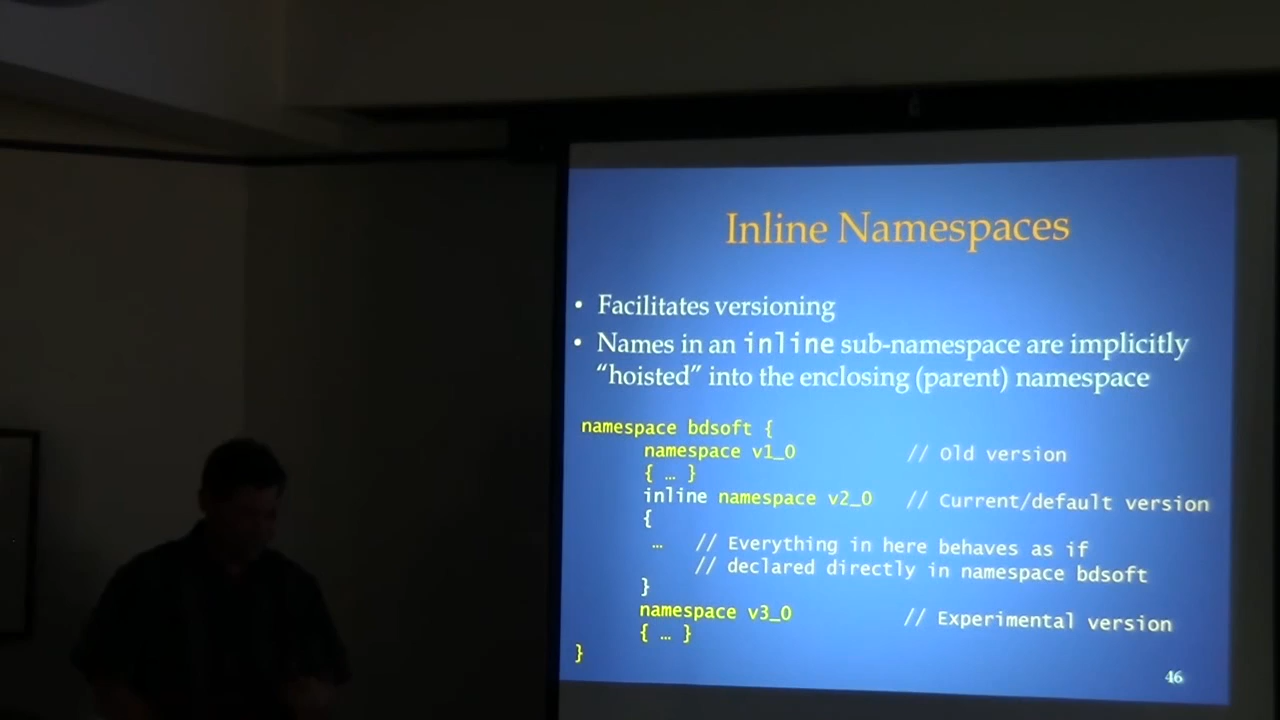 Inline Namespaces
• Facilitates versioning
• Names in an inline sub-namespace are implicitly
“hoisted” into the enclosing (parent) namespace
namespace bdsoft {
namespace v1_0 // Old version
{ … }
inline namespace v2_0 // Current/default version
{
… // Everything in here behaves as if
// declared directly in namespace bdsoft
}
namespace v3_0 // Experimental version
{ … }
}
46